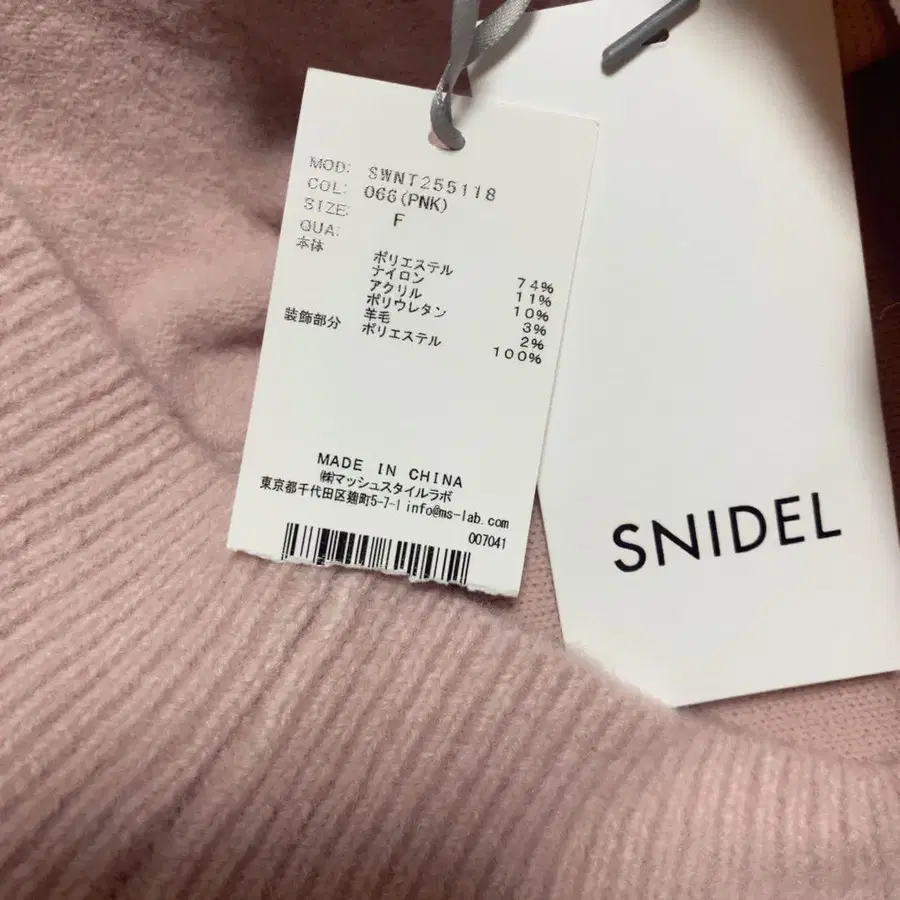 MOD: SWNT255118
COL: 066(PNK)
SIZE: F
QUA:
本体 ポリエステル 74%
ナイロン 11%
アクリル 10%
ポリウレタン 3%
羊毛 2%
装飾部分 ポリエステル 100%
MADE IN CHINA
㈱マッシュスタイルラボ
東京都千代田区麹町5-7-1 info@ms-lab.com
007041
SNIDEL